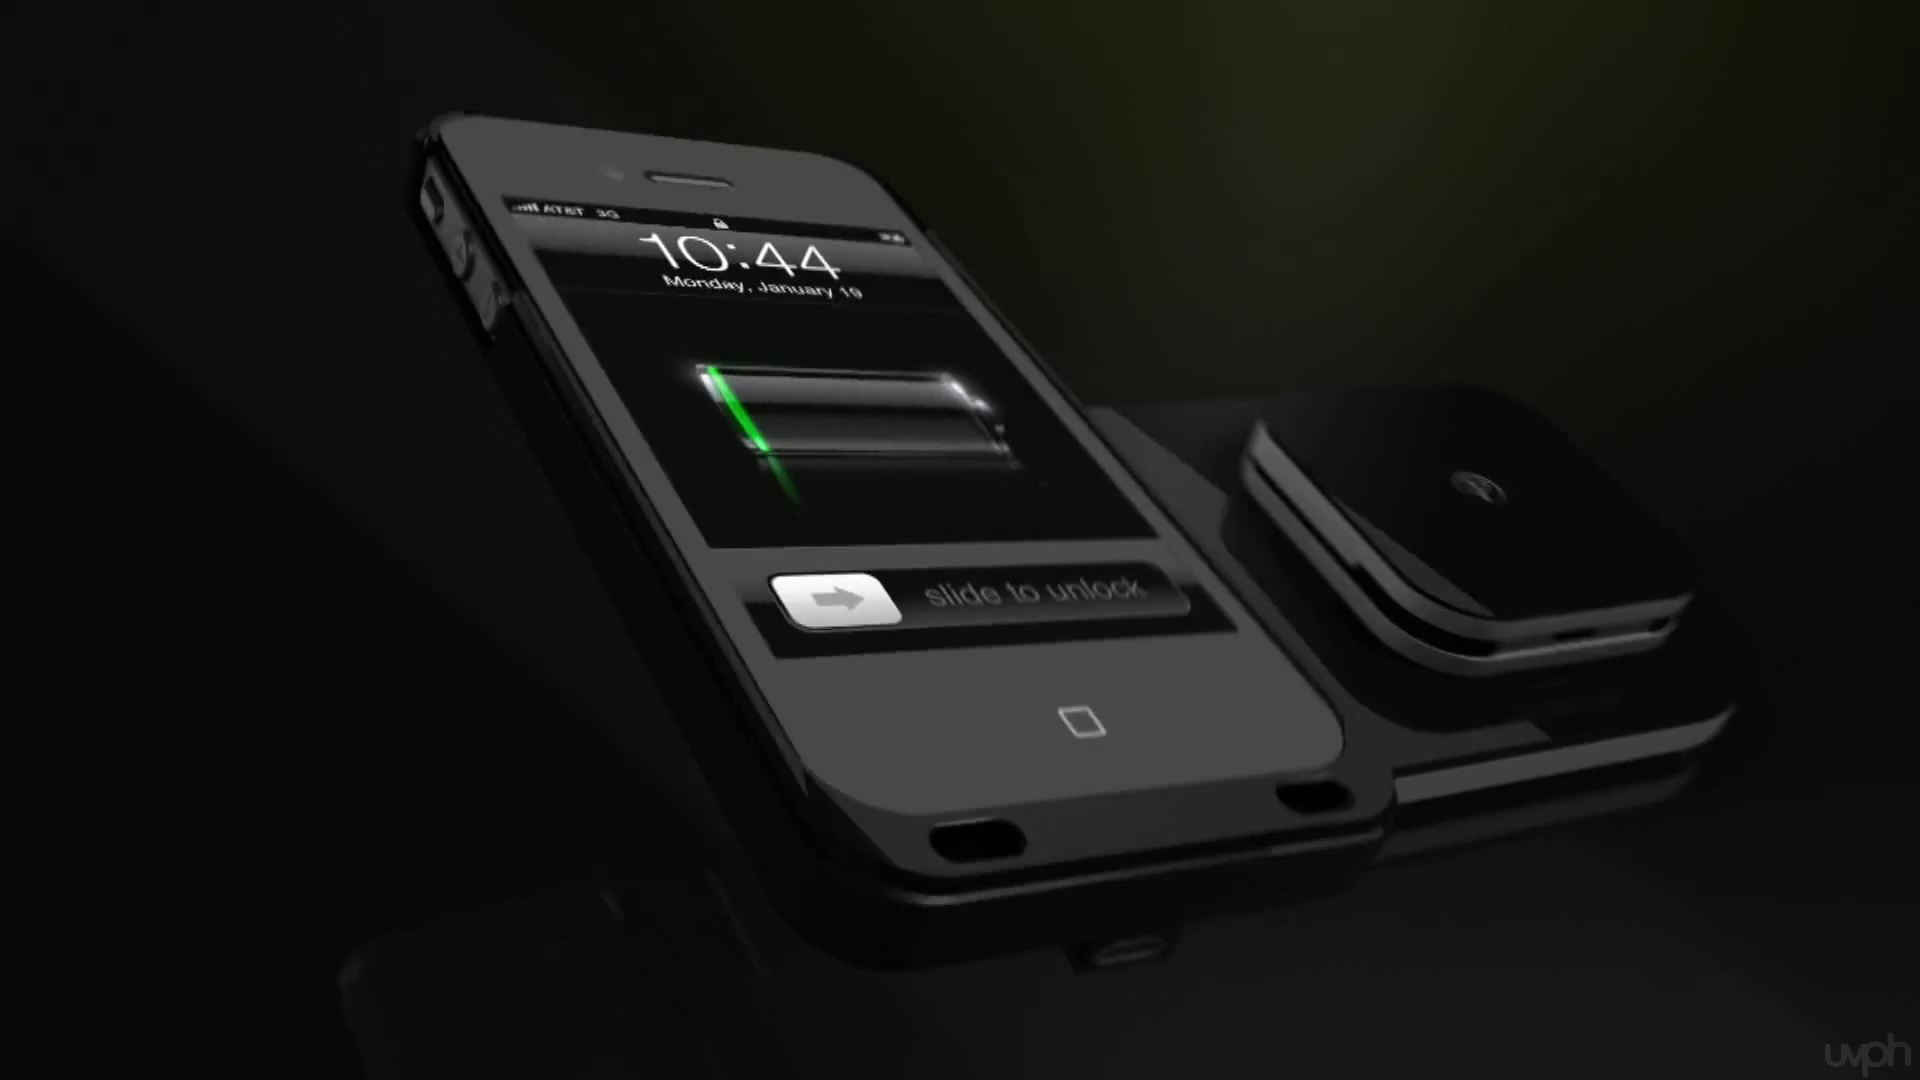 AT&T 3G
10:44
Monday, January 19
slide to unlock
uvph